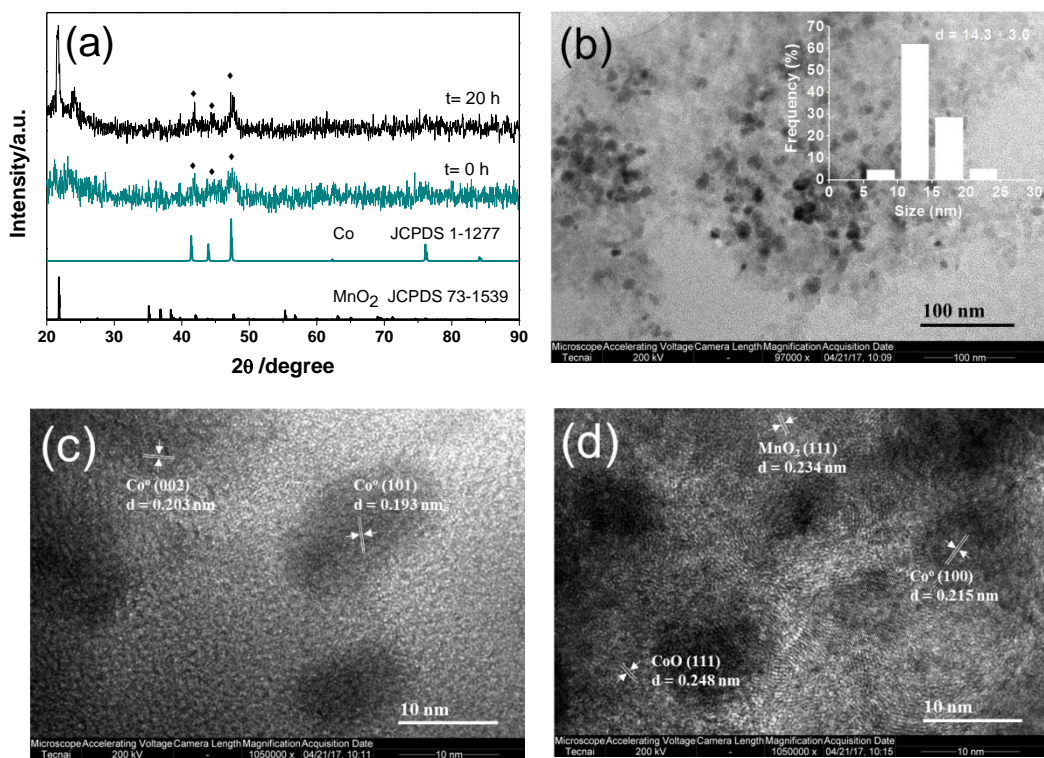 (a)
Intensity/a.u.
t= 20 h
t= 0 h
Co JCPDS 1-1277
MnO2 JCPDS 73-1539
20 30 40 50 60 70 80 90
2θ /degree
(b)
d = 14.3 ± 3.0
Frequency (%)
70
60
50
40
30
20
10
0
0 5 10 15 20 25 30
Size (nm)
100 nm
Microscope Accelerating Voltage Camera Length Magnification Acquisition Date
Tecnai 200 kV - 97000 x 04/21/17, 10:09 100 nm
(c)
Coº (002)
d = 0.203 nm
Coº (101)
d = 0.193 nm
10 nm
Microscope Accelerating Voltage Camera Length Magnification Acquisition Date
Tecnai 200 kV - 1050000 x 04/21/17, 10:11 10 nm
(d)
MnO2 (111)
d = 0.234 nm
Coº (100)
d = 0.215 nm
CoO (111)
d = 0.248 nm
10 nm
Microscope Accelerating Voltage Camera Length Magnification Acquisition Date
Tecnai 200 kV - 1050000 x 04/21/17, 10:15 10 nm